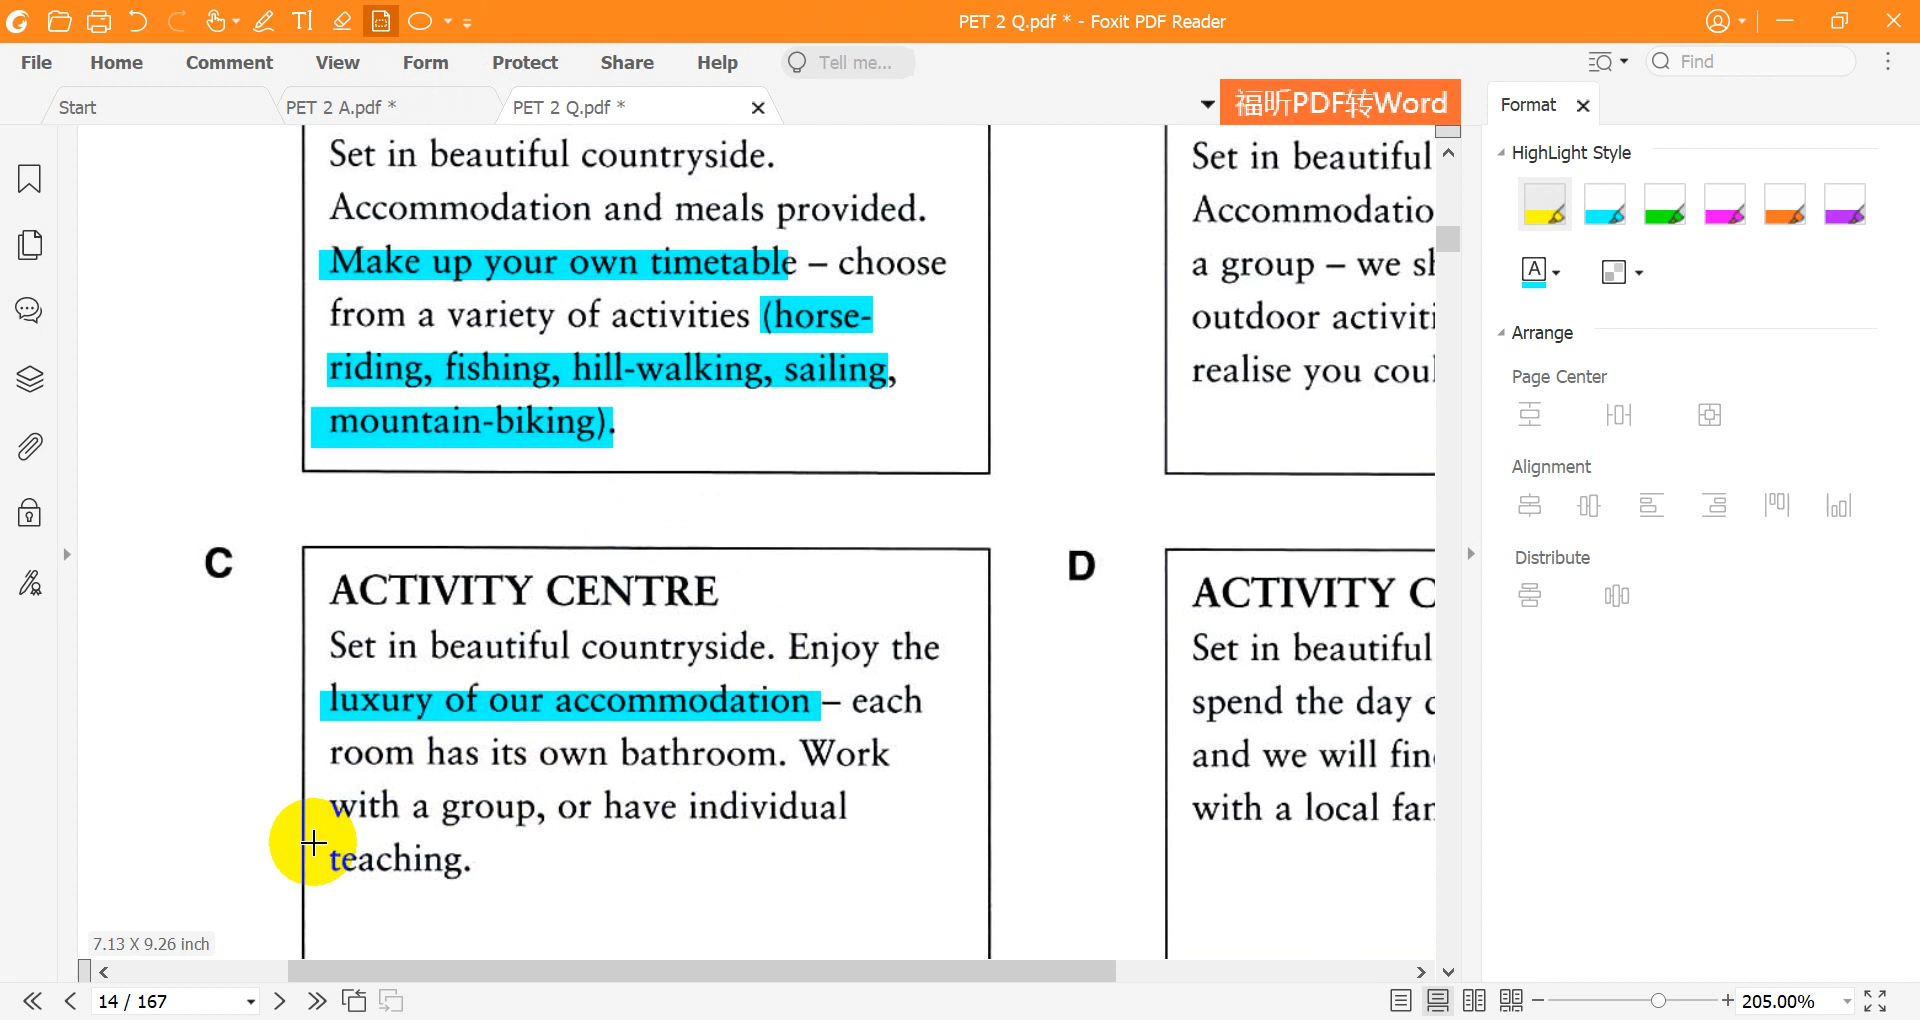 PET 2 Q.pdf * - Foxit PDF Reader
File Home Comment View Form Protect Share Help Tell me... Find
Start PET 2 A.pdf * PET 2 Q.pdf * 福昕PDF转Word Format
Set in beautiful countryside.
Accommodation and meals provided.
Make up your own timetable – choose
from a variety of activities (horse-
riding, fishing, hill-walking, sailing,
mountain-biking).
Set in beautiful
Accommodatio
a group – we sh
outdoor activiti
realise you coul
C
ACTIVITY CENTRE
Set in beautiful countryside. Enjoy the
luxury of our accommodation – each
room has its own bathroom. Work
with a group, or have individual
teaching.
D
ACTIVITY C
Set in beautiful
spend the day
and we will fin
with a local far
HighLight Style
A
Arrange
Page Center
Alignment
Distribute
7.13 X 9.26 inch
14 / 167
205.00%